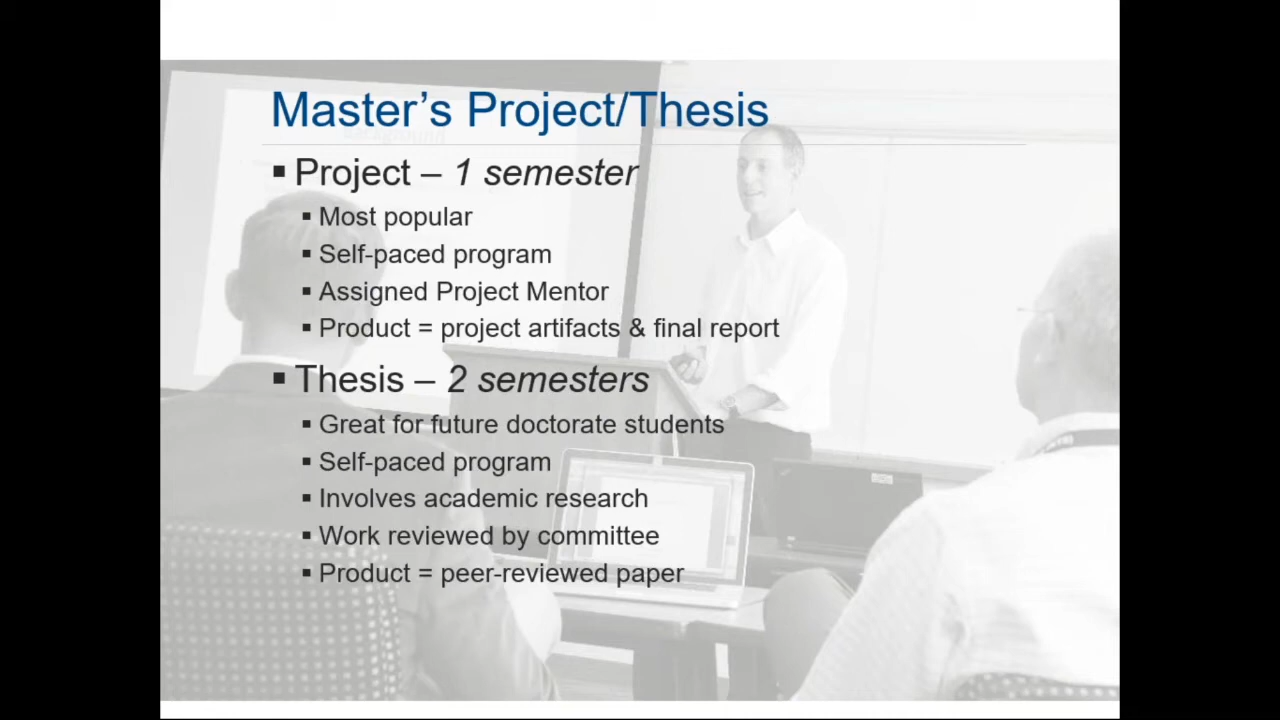 Master’s Project/Thesis
▪ Project – 1 semester
▪ Most popular
▪ Self-paced program
▪ Assigned Project Mentor
▪ Product = project artifacts & final report
▪ Thesis – 2 semesters
▪ Great for future doctorate students
▪ Self-paced program
▪ Involves academic research
▪ Work reviewed by committee
▪ Product = peer-reviewed paper